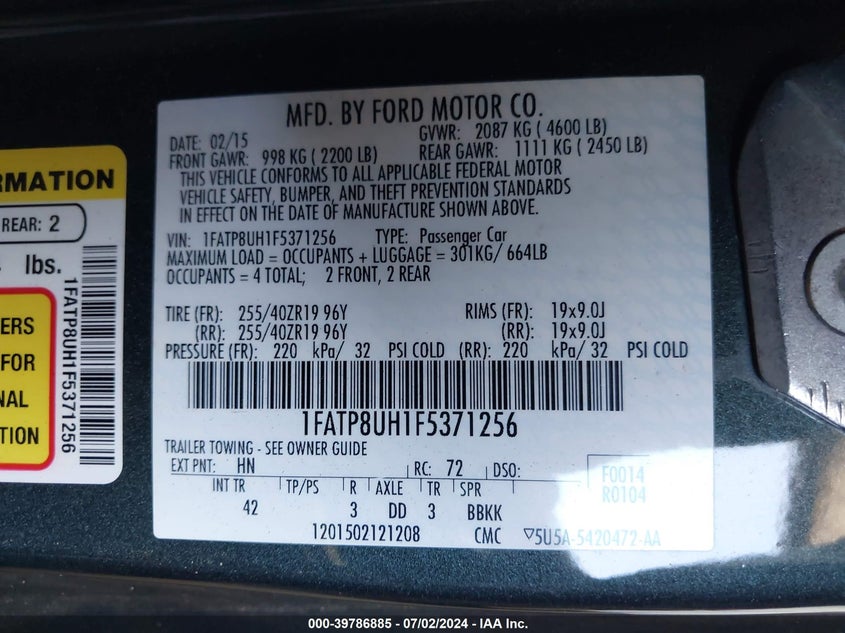 MFD. BY FORD MOTOR CO.
DATE: 02/15 GVWR: 2087 KG ( 4600 LB)
FRONT GAWR: 998 KG ( 2200 LB) REAR GAWR: 1111 KG ( 2450 LB)
THIS VEHICLE CONFORMS TO ALL APPLICABLE FEDERAL MOTOR
VEHICLE SAFETY, BUMPER, AND THEFT PREVENTION STANDARDS
IN EFFECT ON THE DATE OF MANUFACTURE SHOWN ABOVE.
VIN: 1FATP8UH1F5371256 TYPE: Passenger Car
MAXIMUM LOAD = OCCUPANTS + LUGGAGE = 301KG/ 664LB
OCCUPANTS = 4 TOTAL; 2 FRONT, 2 REAR
TIRE (FR): 255/40ZR19 96Y RIMS (FR): 19x9.0J
(RR): 255/40ZR19 96Y (RR): 19x9.0J
PRESSURE (FR): 220 kPa/ 32 PSI COLD (RR): 220 kPa/ 32 PSI COLD
1FATP8UH1F5371256
TRAILER TOWING - SEE OWNER GUIDE
EXT PNT: HN RC: 72 DSO: F0014
R0104
INT TR TP/PS R AXLE TR SPR
42 3 DD 3 BBKK
1201502121208 CMC ▽5U5A-5420472-AA
RMATION
REAR: 2
lbs.
ERS
FOR
NAL
ION
1FATP8UH1F5371256
000-39786885 - 07/02/2024 - IAA Inc.